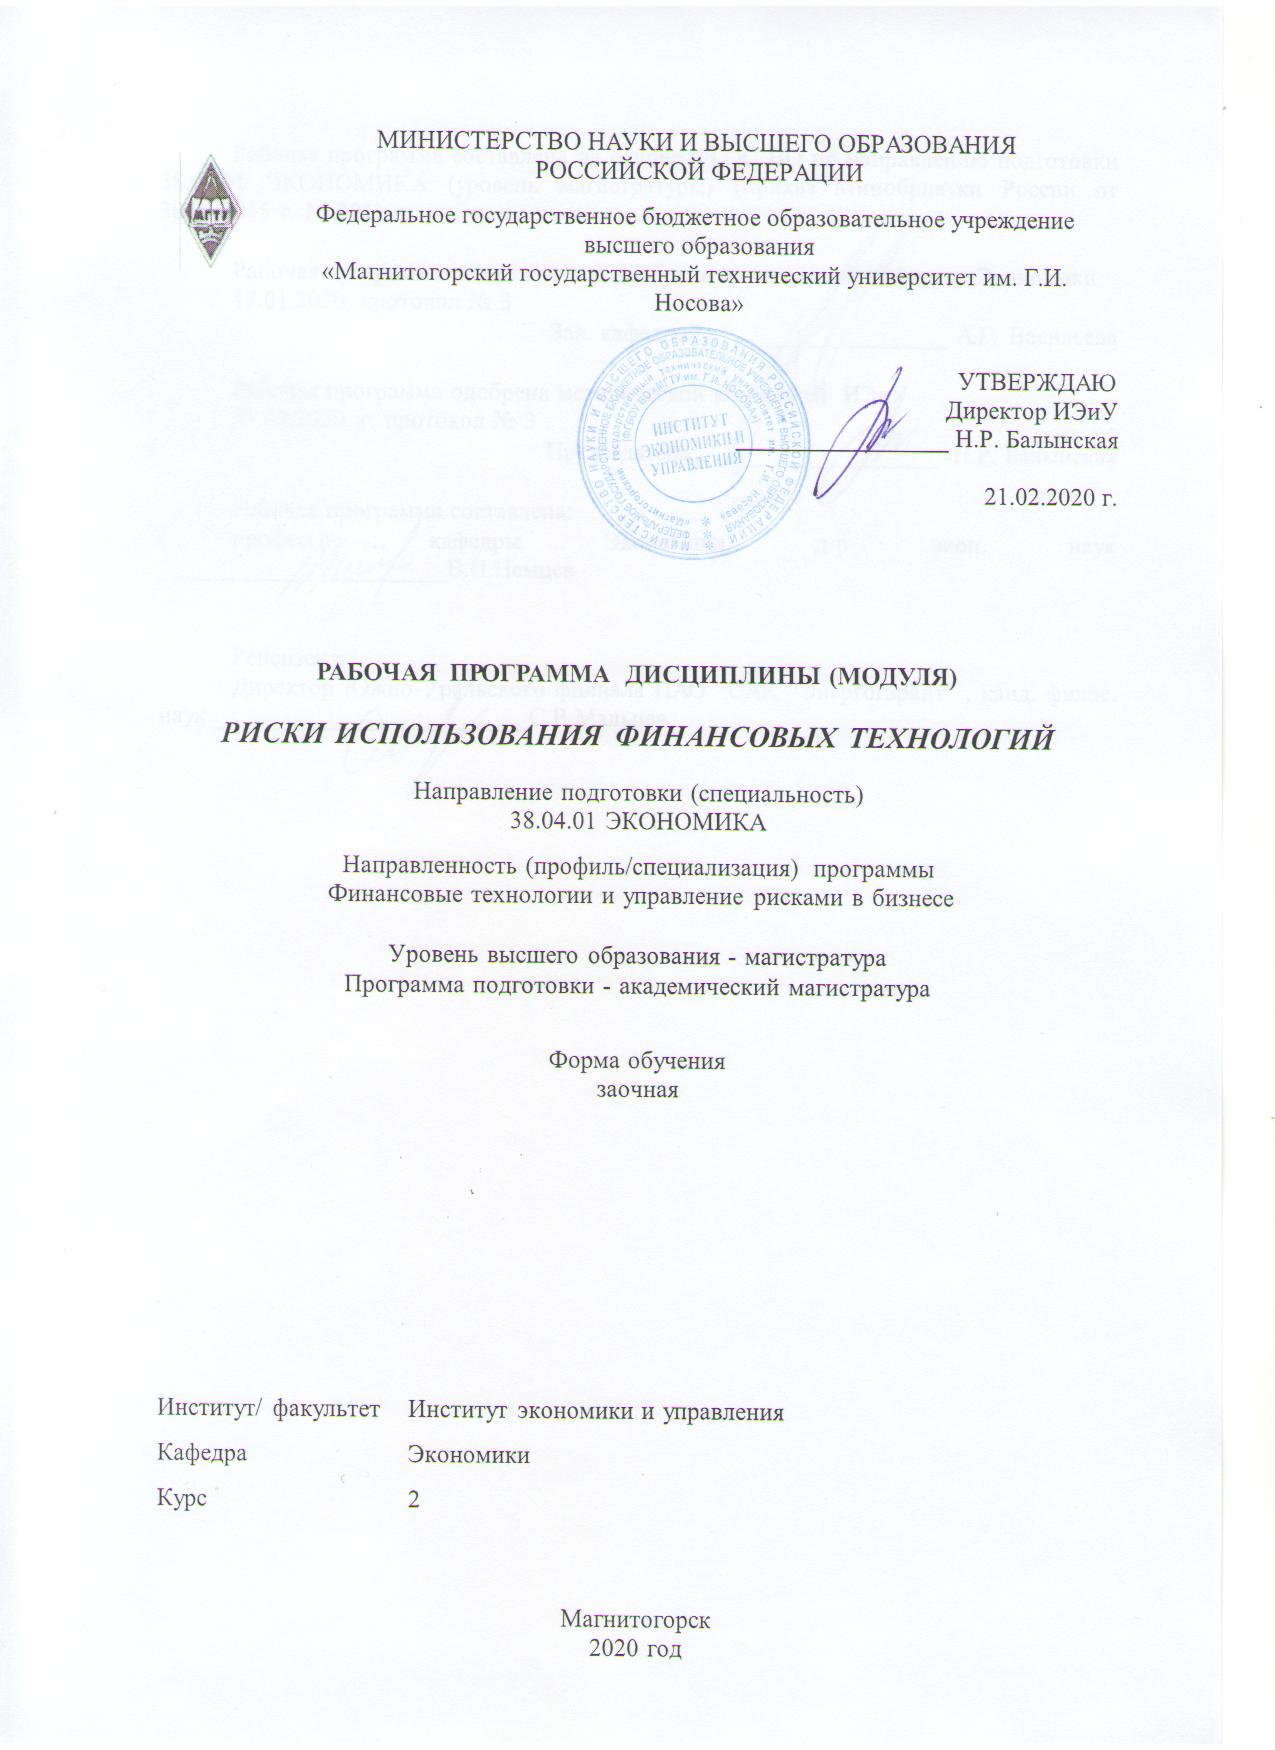 МИНИСТЕРСТВО НАУКИ И ВЫСШЕГО ОБРАЗОВАНИЯ
РОССИЙСКОЙ ФЕДЕРАЦИИ
МГТУ
Федеральное государственное бюджетное образовательное учреждение
высшего образования
«Магнитогорский государственный технический университет им. Г.И.
Носова»
ИНСТИТУТ
ЭКОНОМИКИ И
УПРАВЛЕНИЯ
УТВЕРЖДАЮ
Директор ИЭиУ
Н.Р. Балынская
21.02.2020 г.
РАБОЧАЯ ПРОГРАММА ДИСЦИПЛИНЫ (МОДУЛЯ)
РИСКИ ИСПОЛЬЗОВАНИЯ ФИНАНСОВЫХ ТЕХНОЛОГИЙ
Направление подготовки (специальность)
38.04.01 ЭКОНОМИКА
Направленность (профиль/специализация) программы
Финансовые технологии и управление рисками в бизнесе
Уровень высшего образования - магистратура
Программа подготовки - академический магистратура
Форма обучения
заочная
Институт/ факультет Институт экономики и управления
Кафедра Экономики
Курс 2
Магнитогорск
2020 год